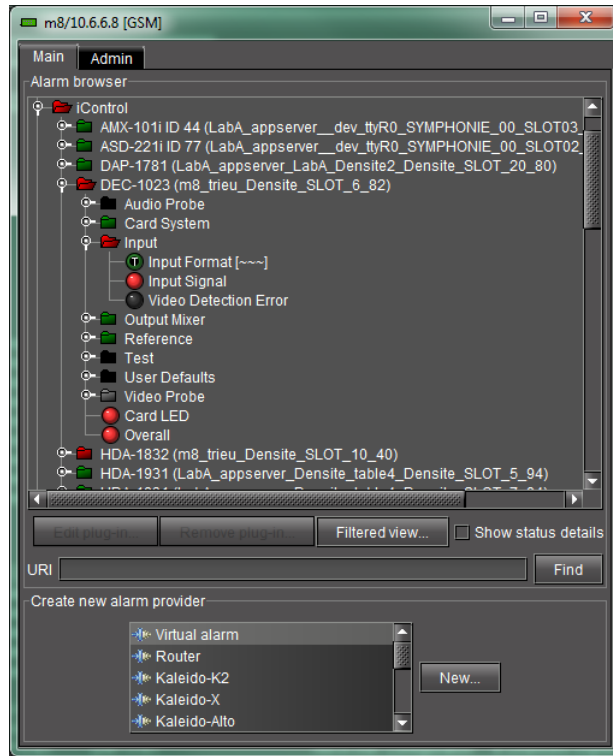 m8/10.6.6.8 [GSM]
Main Admin
Alarm browser
iControl
AMX-101i ID 44 (LabA_appserver__dev_ttyR0_SYMPHONIE_00_SLOT03_
ASD-221i ID 77 (LabA_appserver__dev_ttyR0_SYMPHONIE_00_SLOT02_
DAP-1781 (LabA_appserver_LabA_Densite2_Densite_SLOT_20_80)
DEC-1023 (m8_trieu_Densite_SLOT_6_82)
Audio Probe
Card System
Input
T Input Format [~~~]
Input Signal
Video Detection Error
Output Mixer
Reference
Test
User Defaults
Video Probe
Card LED
Overall
HDA-1832 (m8_trieu_Densite_SLOT_10_40)
HDA-1931 (LabA_appserver_Densite_table4_Densite_SLOT_5_94)
Edit plug-in... Remove plug-in... Filtered view... Show status details
URI Find
Create new alarm provider
Virtual alarm
Router
Kaleido-K2
Kaleido-X
Kaleido-Alto
New...